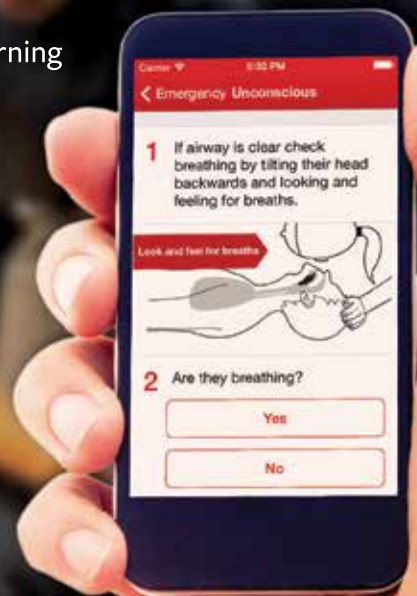 rning
Carrier 5:00 PM
Emergency Unconscious
1 If airway is clear check
breathing by tilting their head
backwards and looking and
feeling for breaths.
Look and feel for breaths
2 Are they breathing?
Yes
No